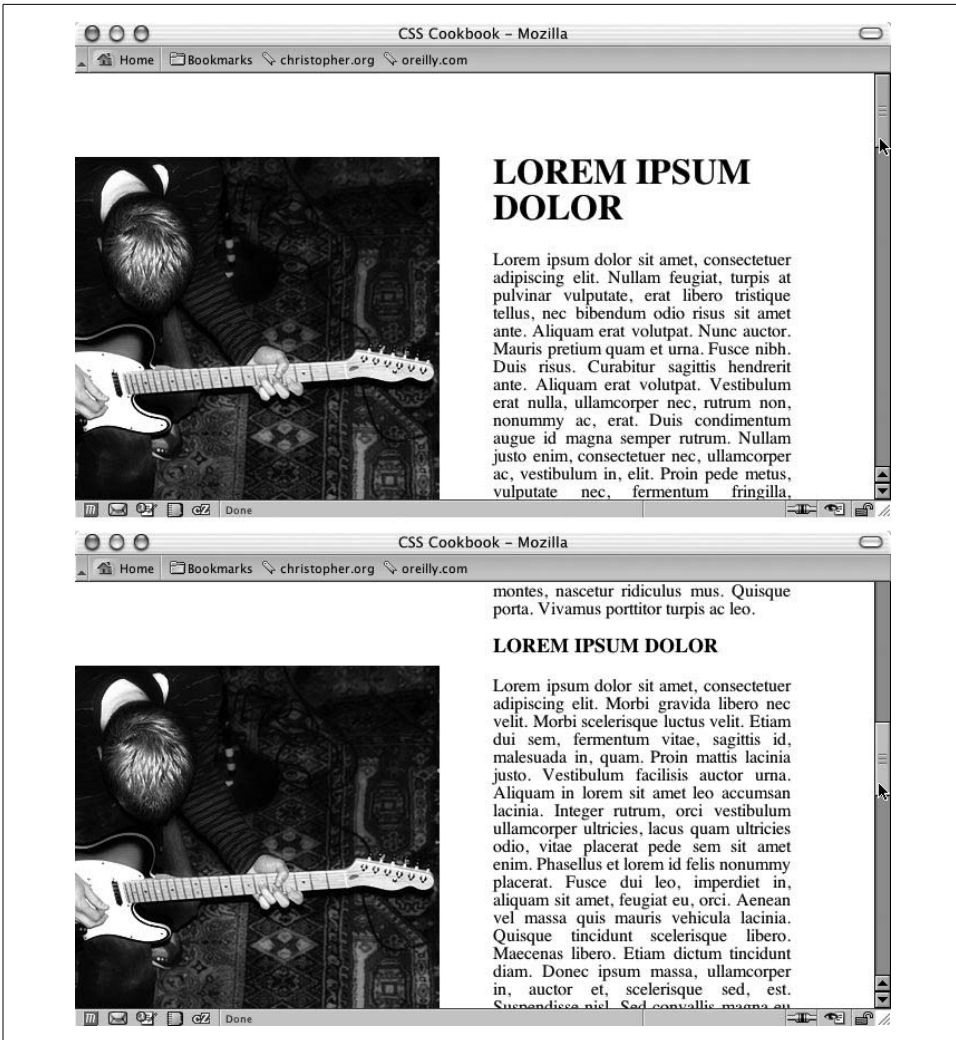 CSS Cookbook – Mozilla
Home Bookmarks christopher.org oreilly.com
LOREM IPSUM
DOLOR
Lorem ipsum dolor sit amet, consectetuer
adipiscing elit. Nullam feugiat, turpis at
pulvinar vulputate, erat libero tristique
tellus, nec bibendum odio risus sit amet
ante. Aliquam erat volutpat. Nunc auctor.
Mauris pretium quam et urna. Fusce nibh.
Duis risus. Curabitur sagittis hendrerit
ante. Aliquam erat volutpat. Vestibulum
erat nulla, ullamcorper nec, rutrum non,
nonummy ac, erat. Duis condimentum
augue id magna semper rutrum. Nullam
justo enim, consectetuer nec, ullamcorper
ac, vestibulum in, elit. Proin pede metus,
vulputate nec, fermentum fringilla,
Done
CSS Cookbook – Mozilla
Home Bookmarks christopher.org oreilly.com
montes, nascetur ridiculus mus. Quisque
porta. Vivamus porttitor turpis ac leo.
LOREM IPSUM DOLOR
Lorem ipsum dolor sit amet, consectetuer
adipiscing elit. Morbi gravida libero nec
velit. Morbi scelerisque luctus velit. Etiam
dui sem, fermentum vitae, sagittis id,
malesuada in, quam. Proin mattis lacinia
justo. Vestibulum facilisis auctor urna.
Aliquam in lorem sit amet leo accumsan
lacinia. Integer rutrum, orci vestibulum
ullamcorper ultricies, lacus quam ultricies
odio, vitae placerat pede sem sit amet
enim. Phasellus et lorem id felis nonummy
placerat. Fusce dui leo, imperdiet in,
aliquam sit amet, feugiat eu, orci. Aenean
vel massa quis mauris vehicula lacinia.
Quisque tincidunt scelerisque libero.
Maecenas libero. Etiam dictum tincidunt
diam. Donec ipsum massa, ullamcorper
in, auctor et, scelerisque sed, est.
Suspendisse nisl. Sed convallis magna eu
Done